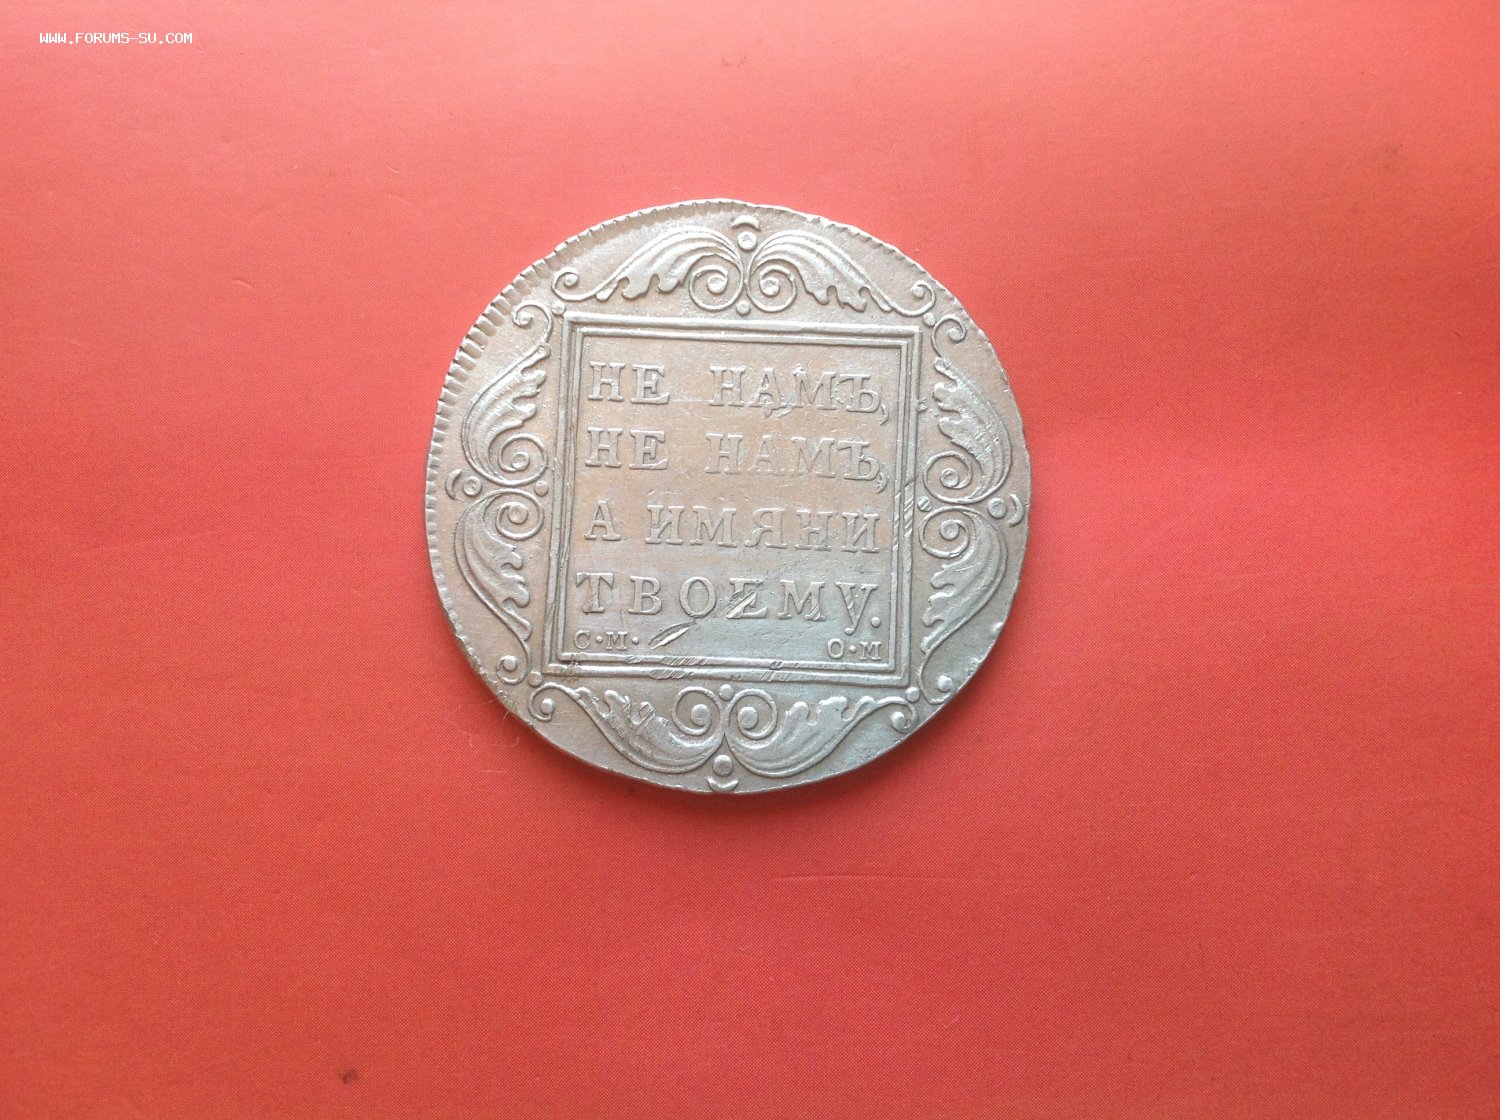 WWW.FORUMS-SU.COM
НЕ НАМЪ,
НЕ НАМЪ,
А ИМЯНИ
ТВОЕМУ.
С·М· О·М